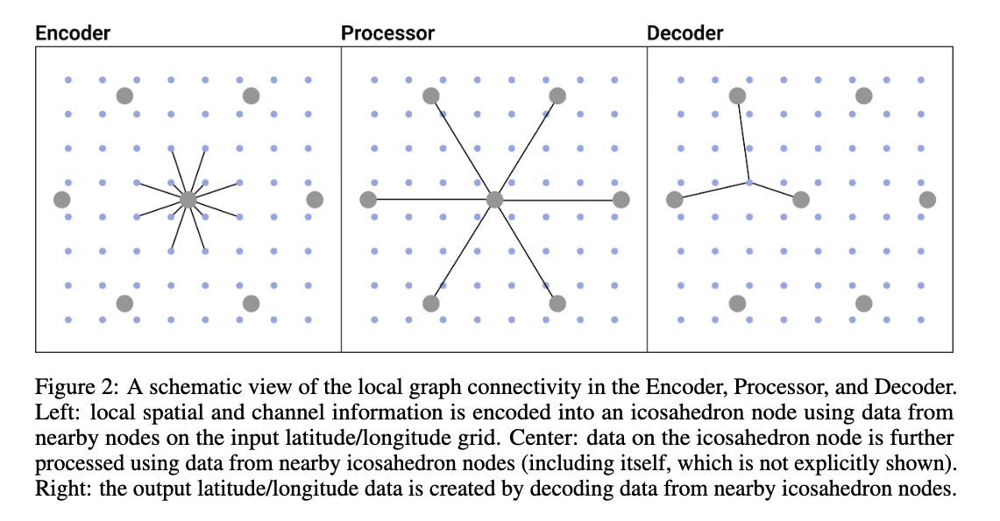 Encoder
Processor
Decoder
Figure 2: A schematic view of the local graph connectivity in the Encoder, Processor, and Decoder.
Left: local spatial and channel information is encoded into an icosahedron node using data from
nearby nodes on the input latitude/longitude grid. Center: data on the icosahedron node is further
processed using data from nearby icosahedron nodes (including itself, which is not explicitly shown).
Right: the output latitude/longitude data is created by decoding data from nearby icosahedron nodes.